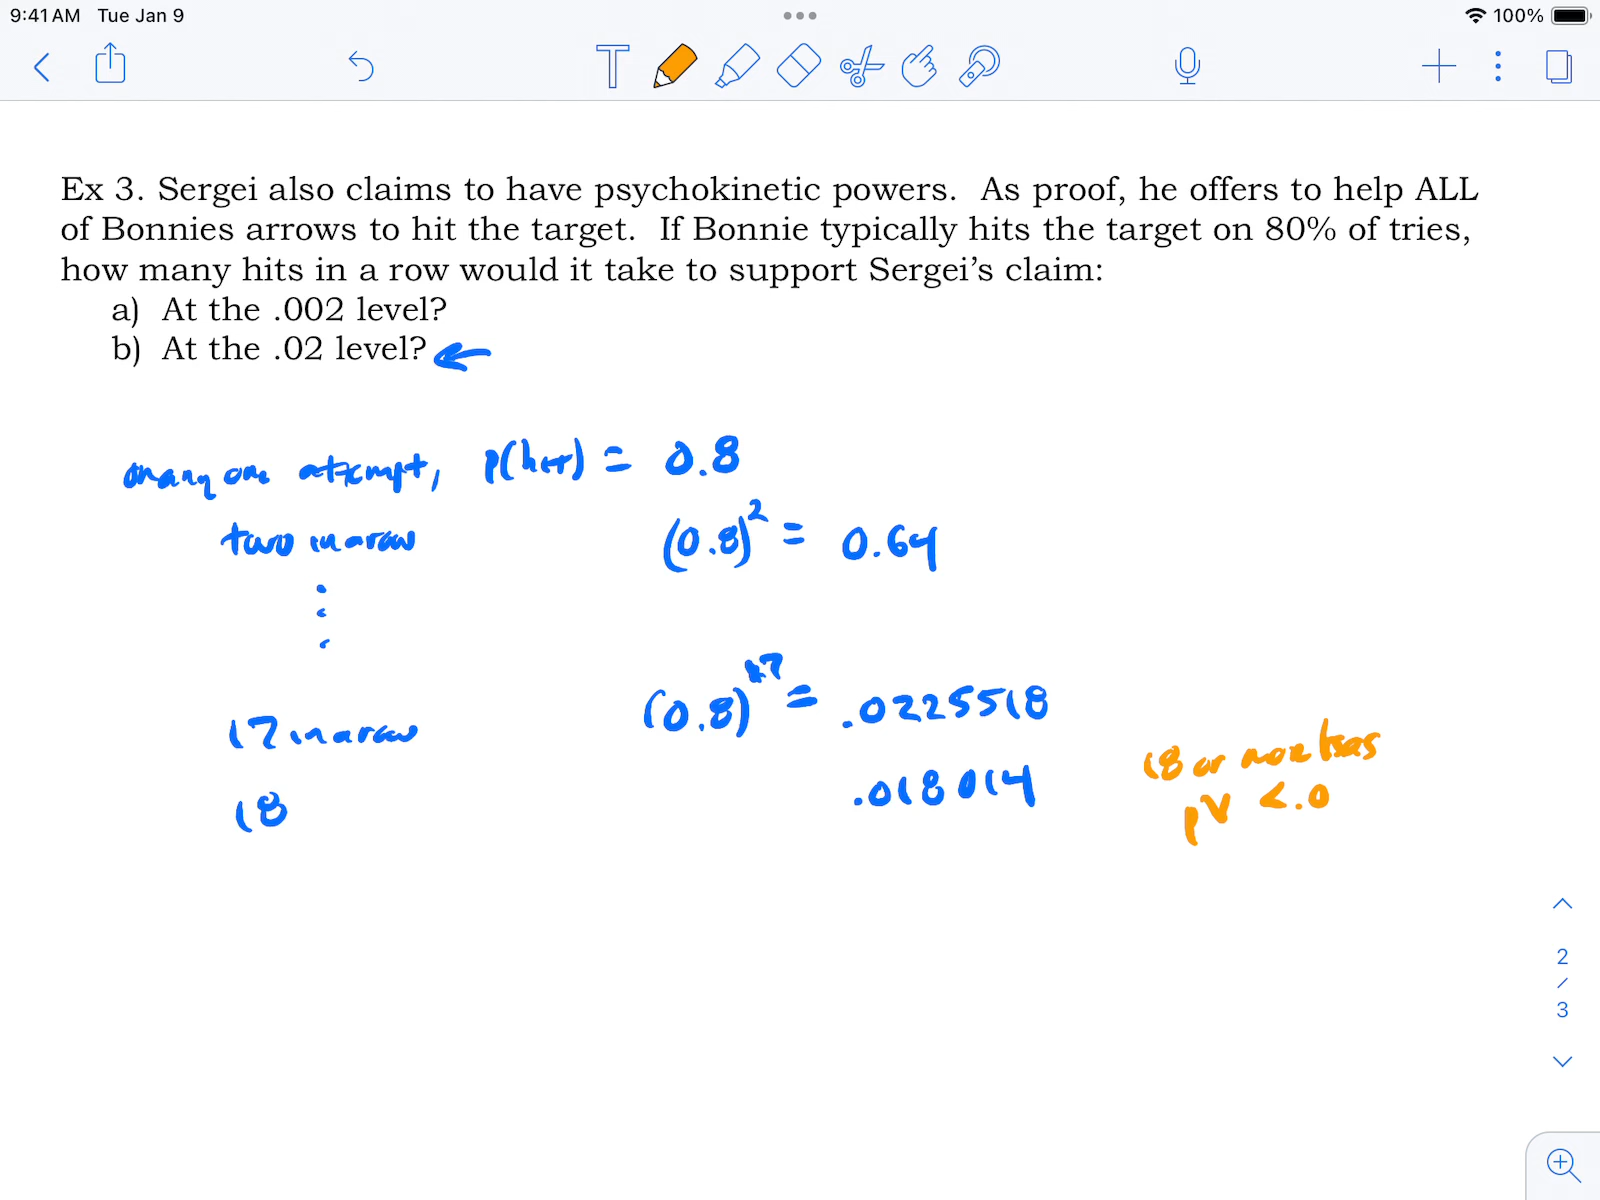 9:41 AM Tue Jan 9
100%
Ex 3. Sergei also claims to have psychokinetic powers. As proof, he offers to help ALL
of Bonnies arrows to hit the target. If Bonnie typically hits the target on 80% of tries,
how many hits in a row would it take to support Sergei's claim:
a) At the .002 level?
b) At the .02 level? ←
on any one attempt, p(hit) = 0.8
two in a row (0.8)² = 0.64
⋮
17 in a row (0.8)¹⁷ = .0225518
18 .018014
18 or more has
pV < .0
2
/
3